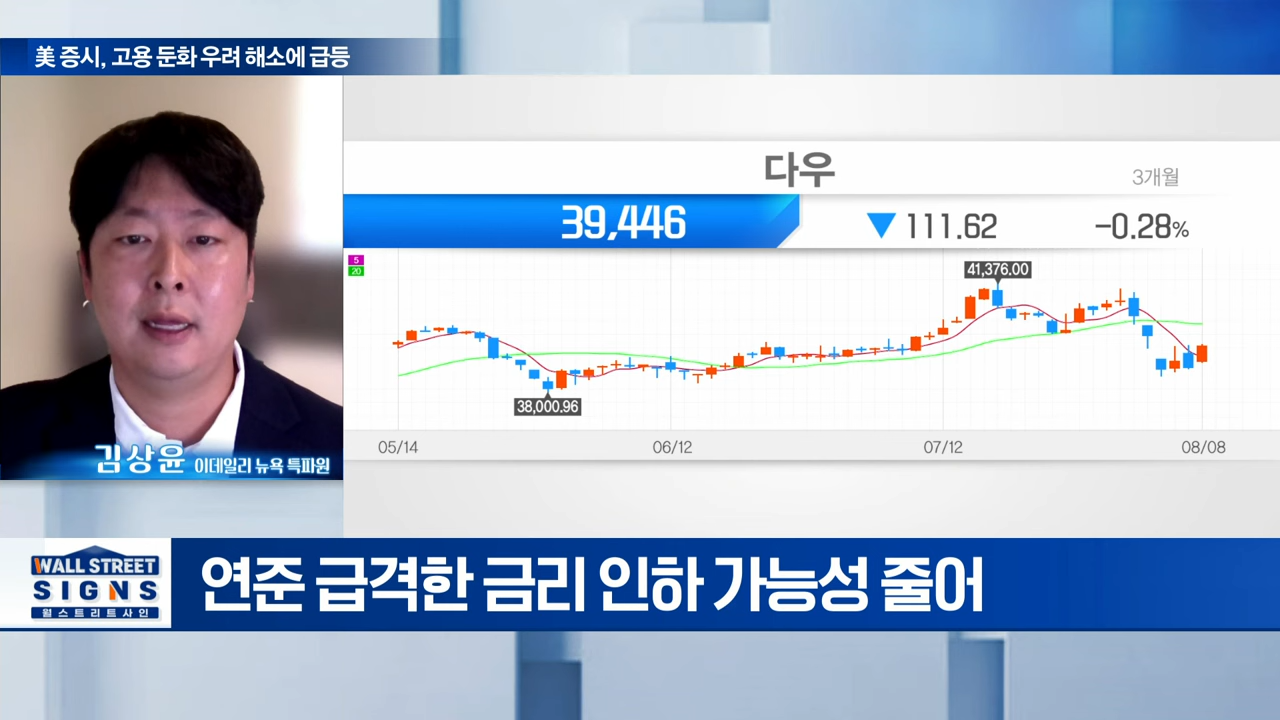 美 증시, 고용 둔화 우려 해소에 급등
다우
3개월
39,446
▼ 111.62
-0.28%
5
20
41,376.00
38,000.96
05/14
06/12
07/12
08/08
김상윤 이데일리 뉴욕 특파원
WALL STREET
SIGNS
월스트리트사인
연준 급격한 금리 인하 가능성 줄어